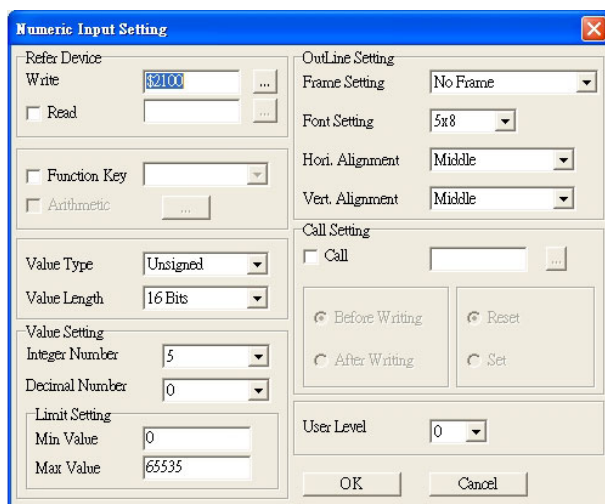 Numeric Input Setting
Refer Device
Write
$2100
...
Read
...
Function Key
Arithmetic
...
Value Type
Unsigned
Value Length
16 Bits
Value Setting
Integer Number
5
Decimal Number
0
Limit Setting
Min Value
0
Max Value
65535
OutLine Setting
Frame Setting
No Frame
Font Setting
5x8
Hori. Alignment
Middle
Vert. Alignment
Middle
Call Setting
Call
...
Before Writing
Reset
After Writing
Set
User Level
0
OK
Cancel